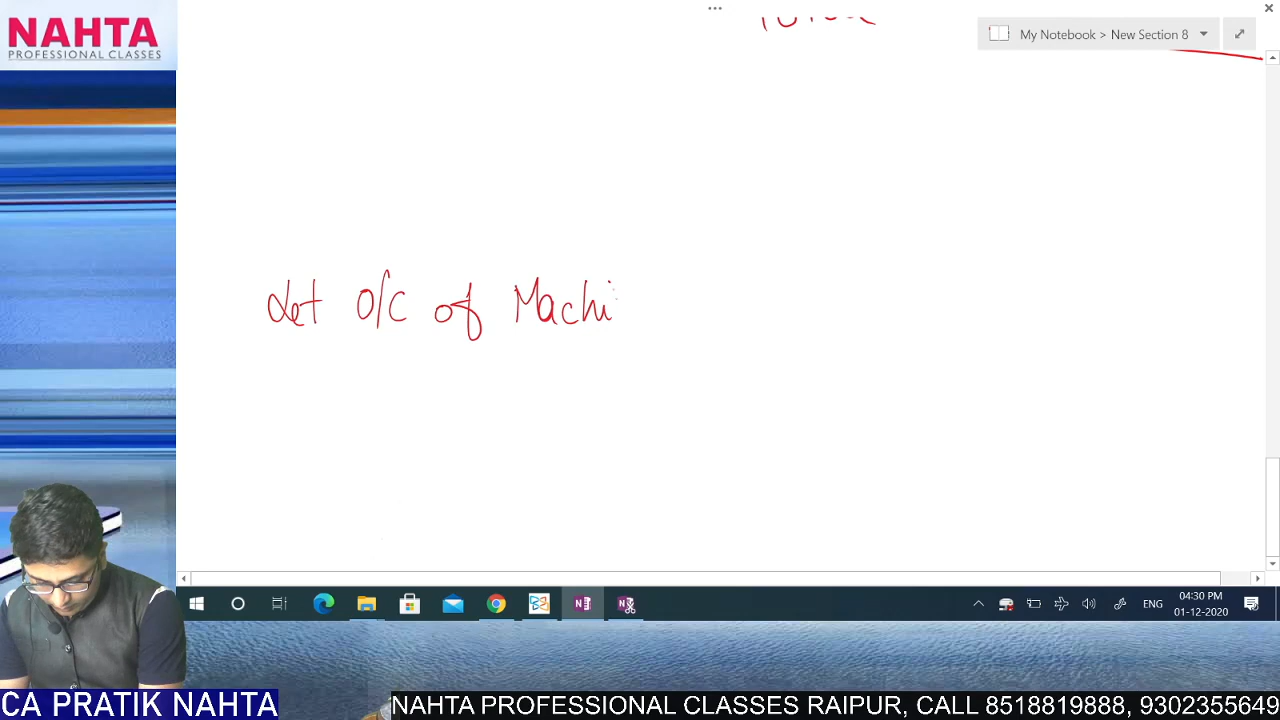 NAHTA
PROFESSIONAL CLASSES
My Notebook > New Section 8
Let O/C of Machi
ENG
04:30 PM
01-12-2020
CA PRATIK NAHTA
NAHTA PROFESSIONAL CLASSES RAIPUR, CALL 8518819888, 9302355649